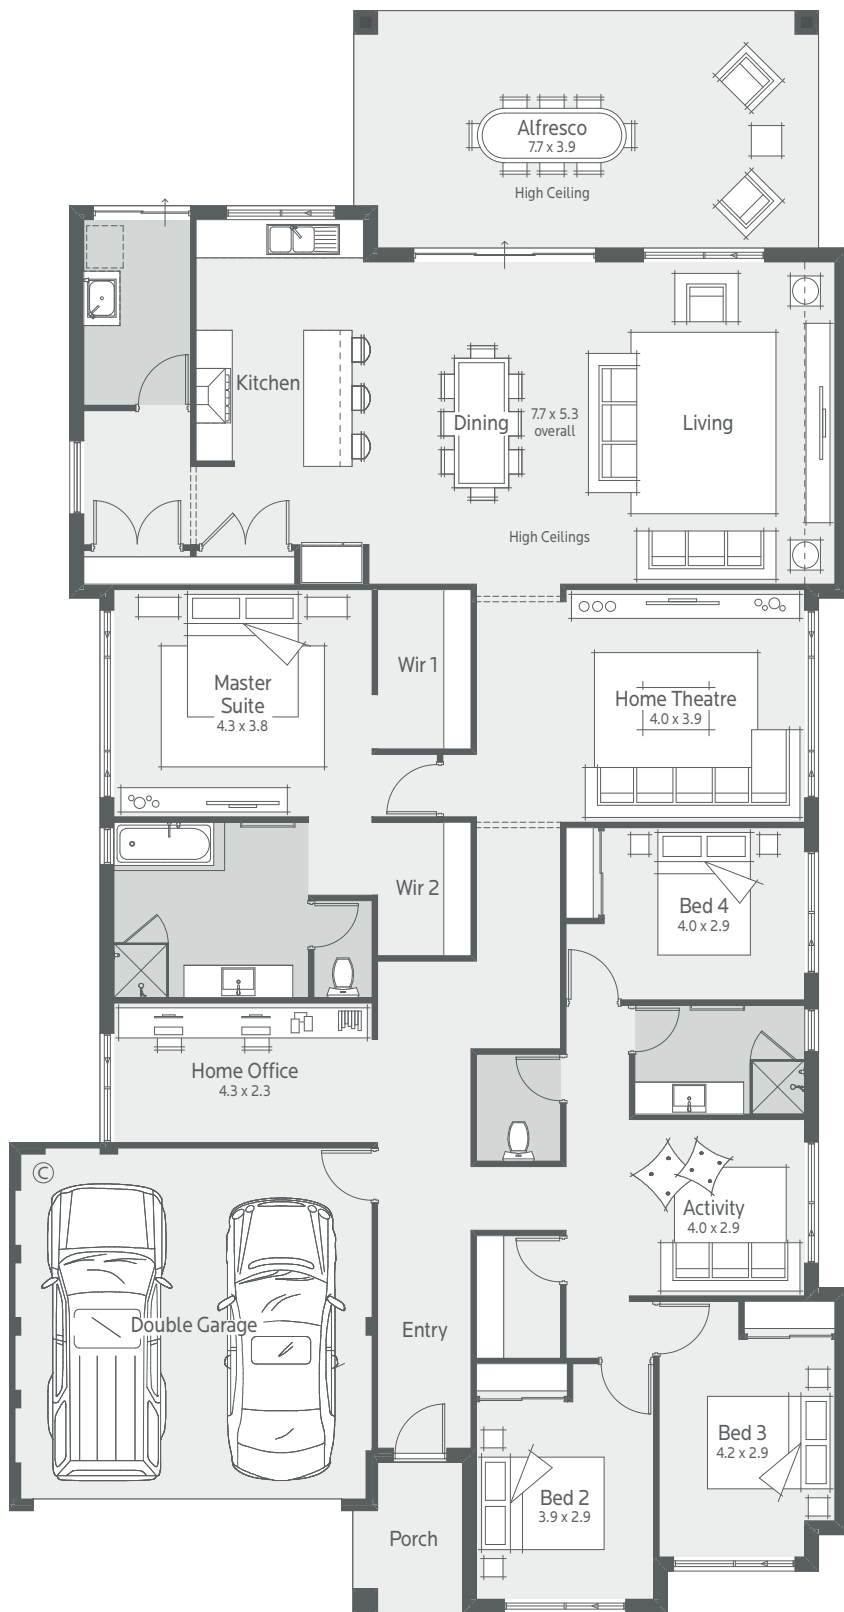 Alfresco
7.7 x 3.9
High Ceiling
Kitchen
Dining
7.7 x 5.3
overall
Living
High Ceilings
Master
Suite
4.3 x 3.8
Wir 1
Home Theatre
4.0 x 3.9
Wir 2
Bed 4
4.0 x 2.9
Home Office
4.3 x 2.3
C
Activity
4.0 x 2.9
Double Garage
Entry
Bed 3
4.2 x 2.9
Bed 2
3.9 x 2.9
Porch